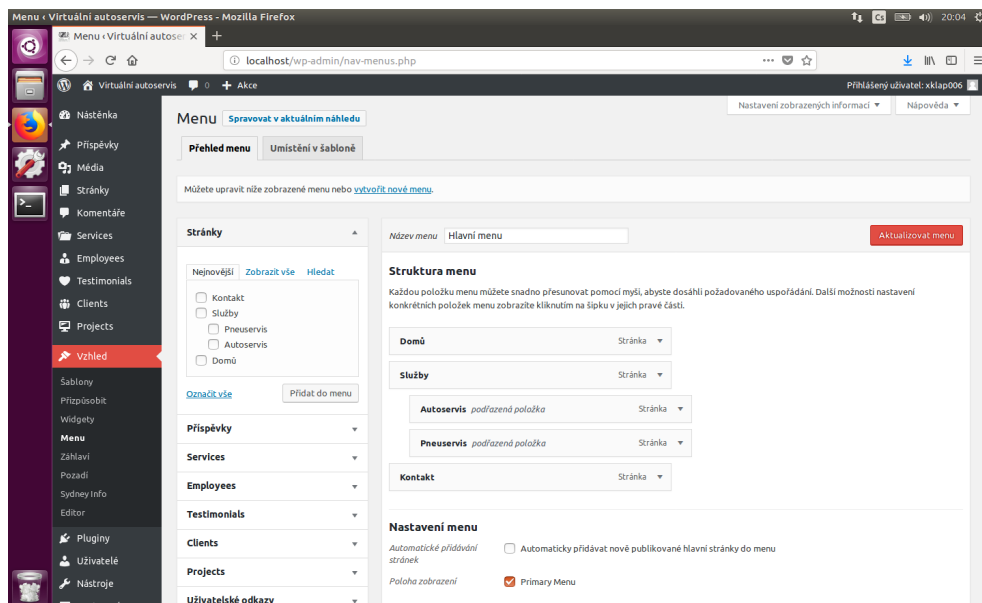 Menu ‹ Virtuální autoservis — WordPress - Mozilla Firefox
Cs
20:04
Menu ‹ Virtuální autoser
localhost/wp-admin/nav-menus.php
Virtuální autoservis
0
Akce
Přihlášený uživatel: xklap006
Nastavení zobrazených informací
Nápověda
Nástěnka
Příspěvky
Média
Stránky
Komentáře
Services
Employees
Testimonials
Clients
Projects
Vzhled
Šablony
Přizpůsobit
Widgety
Menu
Záhlaví
Pozadí
Sydney Info
Editor
Pluginy
Uživatelé
Nástroje
Menu
Spravovat v aktuálním náhledu
Přehled menu
Umístění v šabloně
Můžete upravit níže zobrazené menu nebo vytvořit nové menu.
Stránky
Nejnovější
Zobrazit vše
Hledat
Kontakt
Služby
Pneuservis
Autoservis
Domů
Označit vše
Přidat do menu
Příspěvky
Services
Employees
Testimonials
Clients
Projects
Uživatelské odkazy
Název menu
Hlavní menu
Aktualizovat menu
Struktura menu
Každou položku menu můžete snadno přesunovat pomocí myši, abyste dosáhli požadovaného uspořádání. Další možnosti nastavení
konkrétních položek menu zobrazíte kliknutím na šipku v jejich pravé části.
Domů Stránka
Služby Stránka
Autoservis podřazená položka Stránka
Pneuservis podřazená položka Stránka
Kontakt Stránka
Nastavení menu
Automatické přidávání
stránek
Automaticky přidávat nově publikované hlavní stránky do menu
Poloha zobrazení
Primary Menu